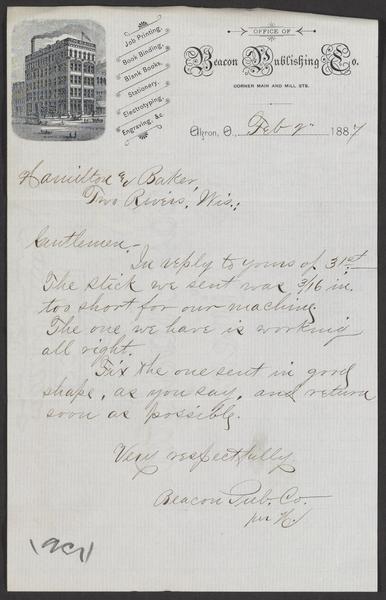 Job Printing,
Book Binding,
Blank Books,
Stationery,
Electrotyping,
Engraving, &c.
OFFICE OF
Beacon Publishing Co.
CORNER MAIN AND MILL STS.
Akron, O., Feb 2" 1887
Hamilton & Baker,
Two Rivers, Wis.;
Gentlemen.—
In reply to yours of 31st—
The stick we sent was 3/16 in.
too short for our machine.
The one we have is working
all right.
Fix the one sent in good
shape, as you say, and return
soon as possible.
Very respectfully
Beacon Pub. Co.
per